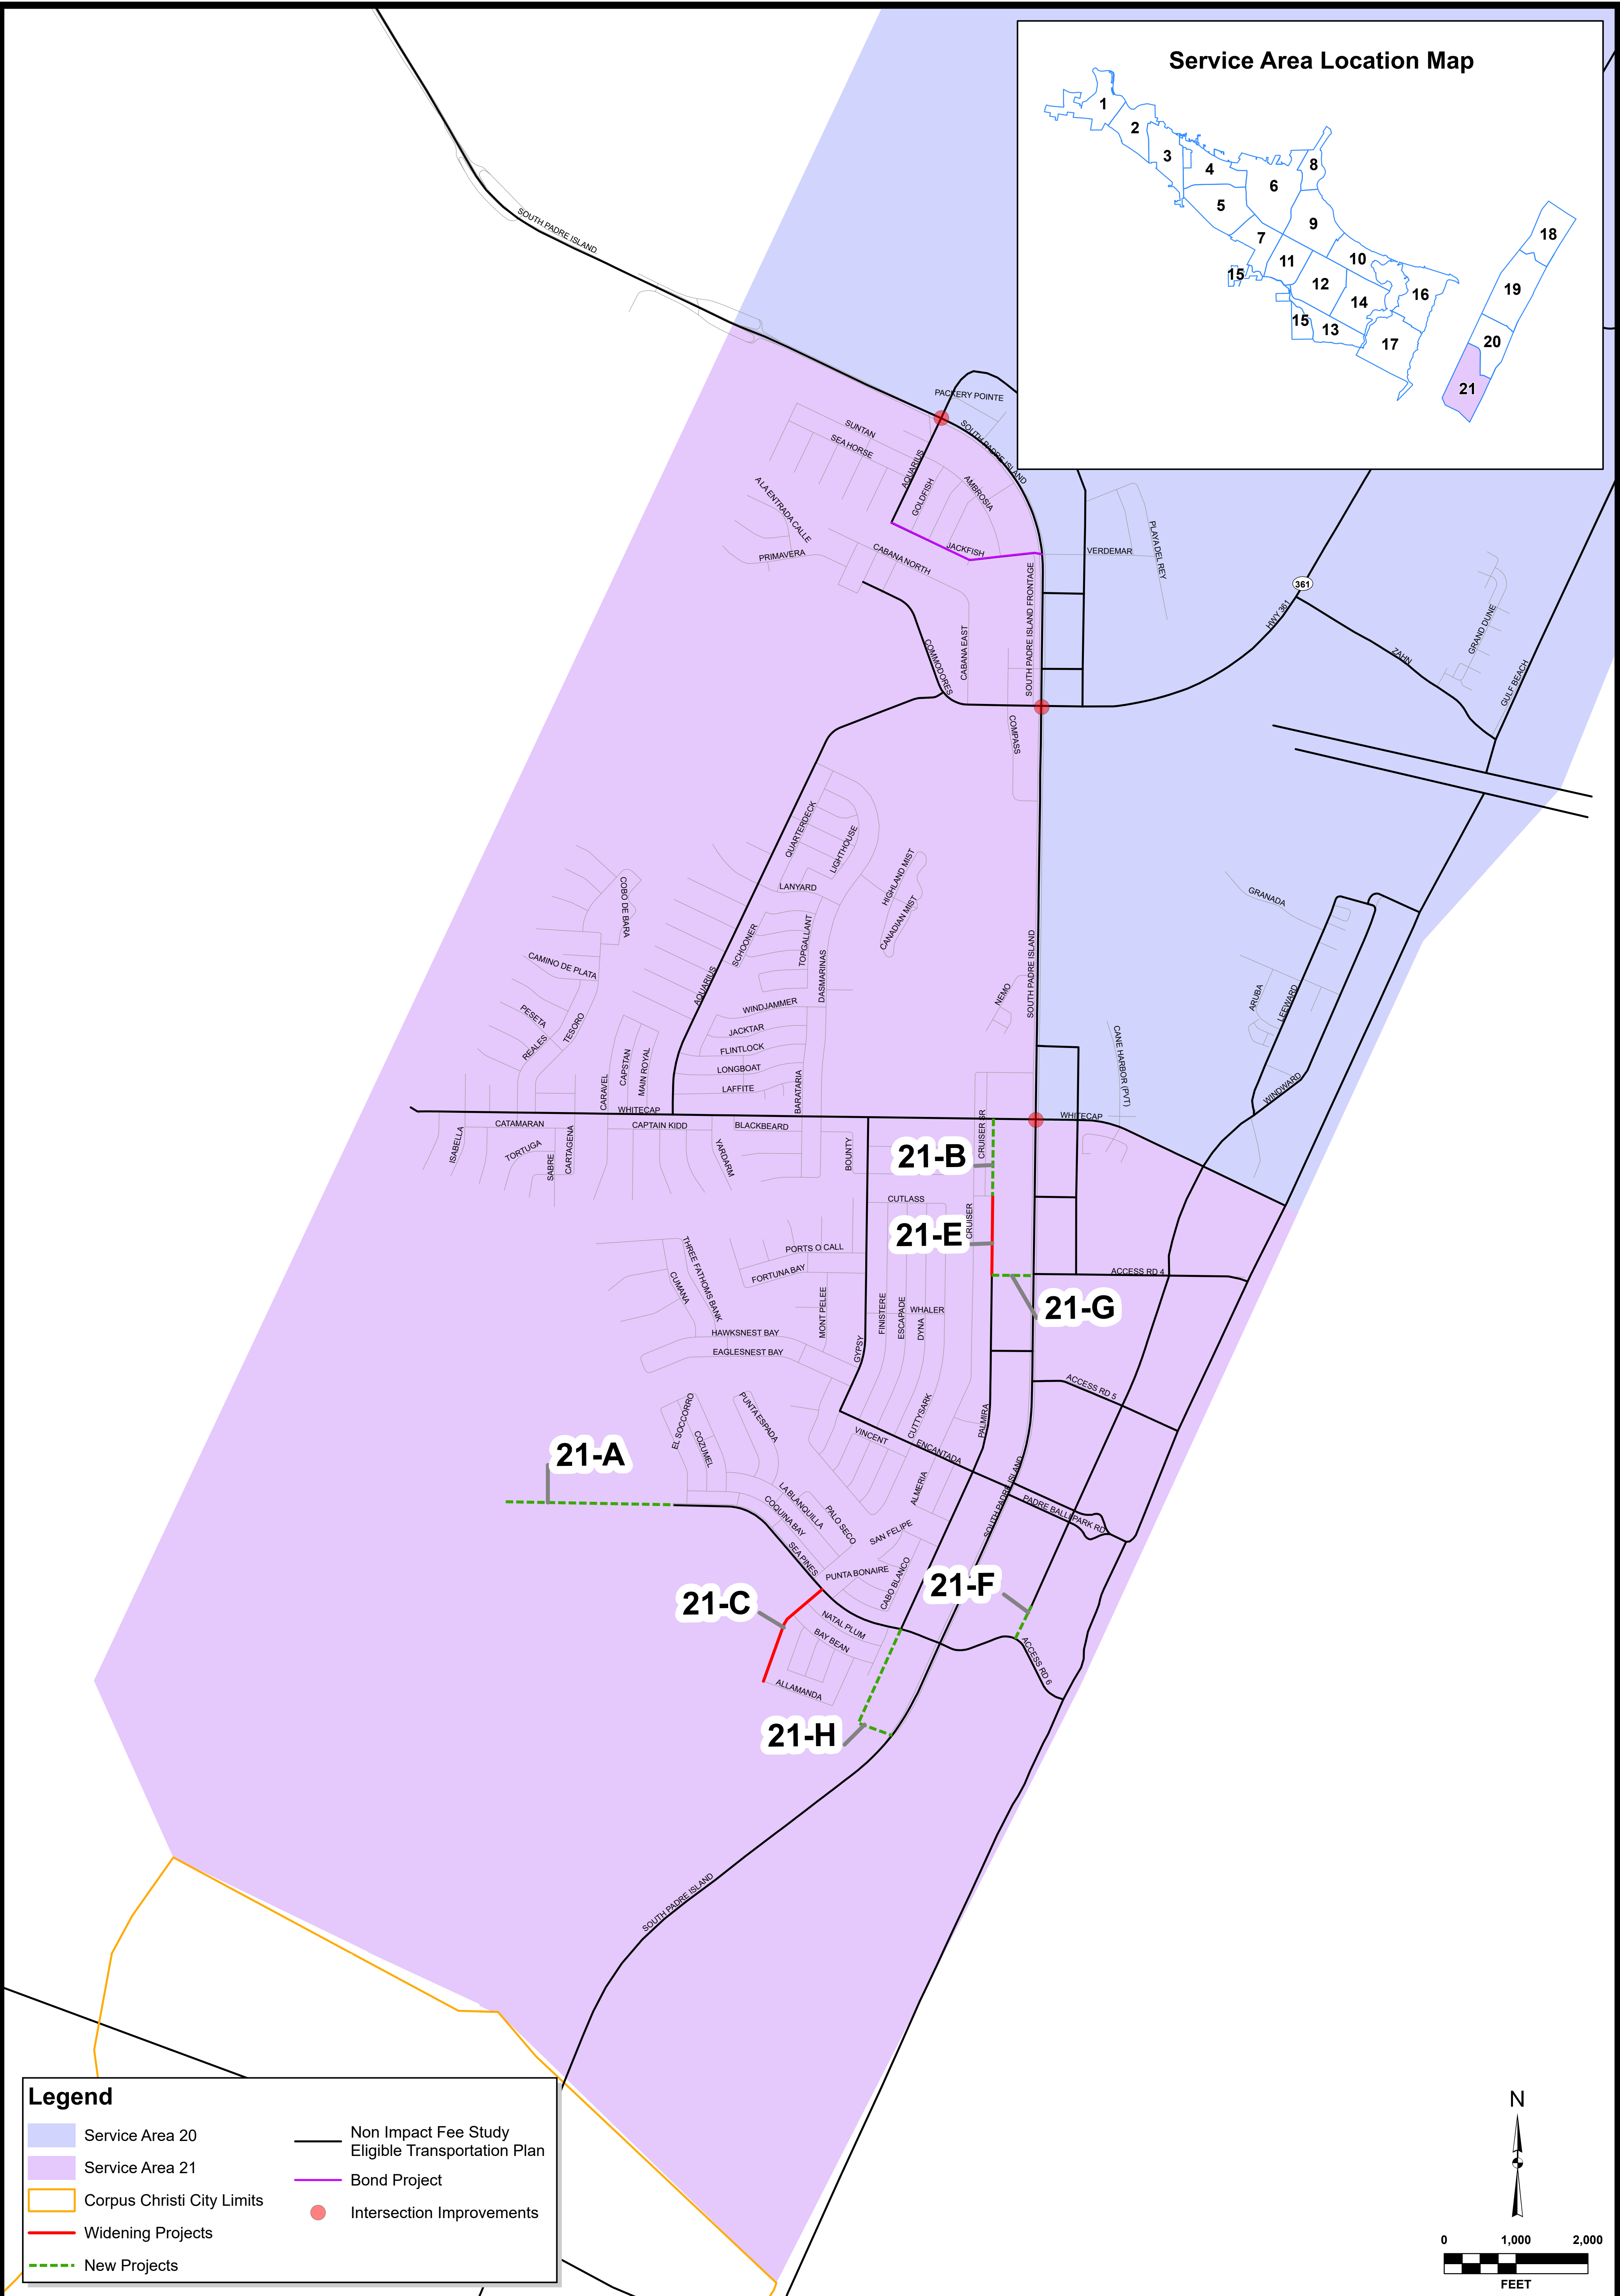 Service Area Location Map
1
2
3
4
5
6
7
8
9
10
11
12
13
14
15
15
16
17
18
19
20
21
SOUTH PADRE ISLAND
PACKERY POINTE
SOUTH PADRE ISLAND
SUNTAN
SEA HORSE
AQUARIUS
GOLDFISH
AMBROSIA
A LA ENTRADA CALLE
JACKFISH
PRIMAVERA
CABANA NORTH
VERDEMAR
PLAYA DEL REY
SOUTH PADRE ISLAND FRONTAGE
361
HWY 361
GRAND DUNE
ZAHN
GULF BEACH
COMMODORES
CABANA EAST
COMPASS
QUARTERDECK
LIGHTHOUSE
HIGHLAND MIST
LANYARD
CANADIAN MIST
COBO DE BARA
GRANADA
SCHOONER
TOPGALLANT
CAMINO DE PLATA
AQUARIUS
DASMARINAS
SOUTH PADRE ISLAND
NEMO
ARUBA
LEEWARD
WINDJAMMER
PESETA
TESORO
JACKTAR
REALES
FLINTLOCK
CAPSTAN
MAIN ROYAL
LONGBOAT
CARAVEL
LAFFITE
BARATARIA
CANE HARBOR (PVT)
WINDWARD
WHITECAP
WHITECAP
CATAMARAN
CAPTAIN KIDD
BLACKBEARD
CRUISER SR
ISABELLA
TORTUGA
SABRE
CARTAGENA
YARDARM
BOUNTY
21-B
CUTLASS
CRUISER
21-E
PORTS O CALL
THREE FATHOMS BANK
CUMANA
FORTUNA BAY
ACCESS RD 4
21-G
MONT PELEE
FINISTERE
ESCAPADE
DYNA
WHALER
HAWKSNEST BAY
EAGLESNEST BAY
GYPSY
ACCESS RD 5
EL SOCCORRO
COZUMEL
PUNTA ESPADA
CUTTYSARK
PALMIRA
VINCENT
ENCANTADA
21-A
ALMERIA
SOUTH PADRE ISLAND
PADRE BALLI PARK RD
LA BLANQUILLA
COQUINA BAY
PALO SECO
SAN FELIPE
SEA PINES
PUNTA BONAIRE
CABO BLANCO
21-F
21-C
NATAL PLUM
BAY BEAN
ACCESS RD 6
ALLAMANDA
21-H
SOUTH PADRE ISLAND
Legend
Service Area 20
Service Area 21
Corpus Christi City Limits
Widening Projects
New Projects
Non Impact Fee Study
Eligible Transportation Plan
Bond Project
Intersection Improvements
N
0 1,000 2,000
FEET